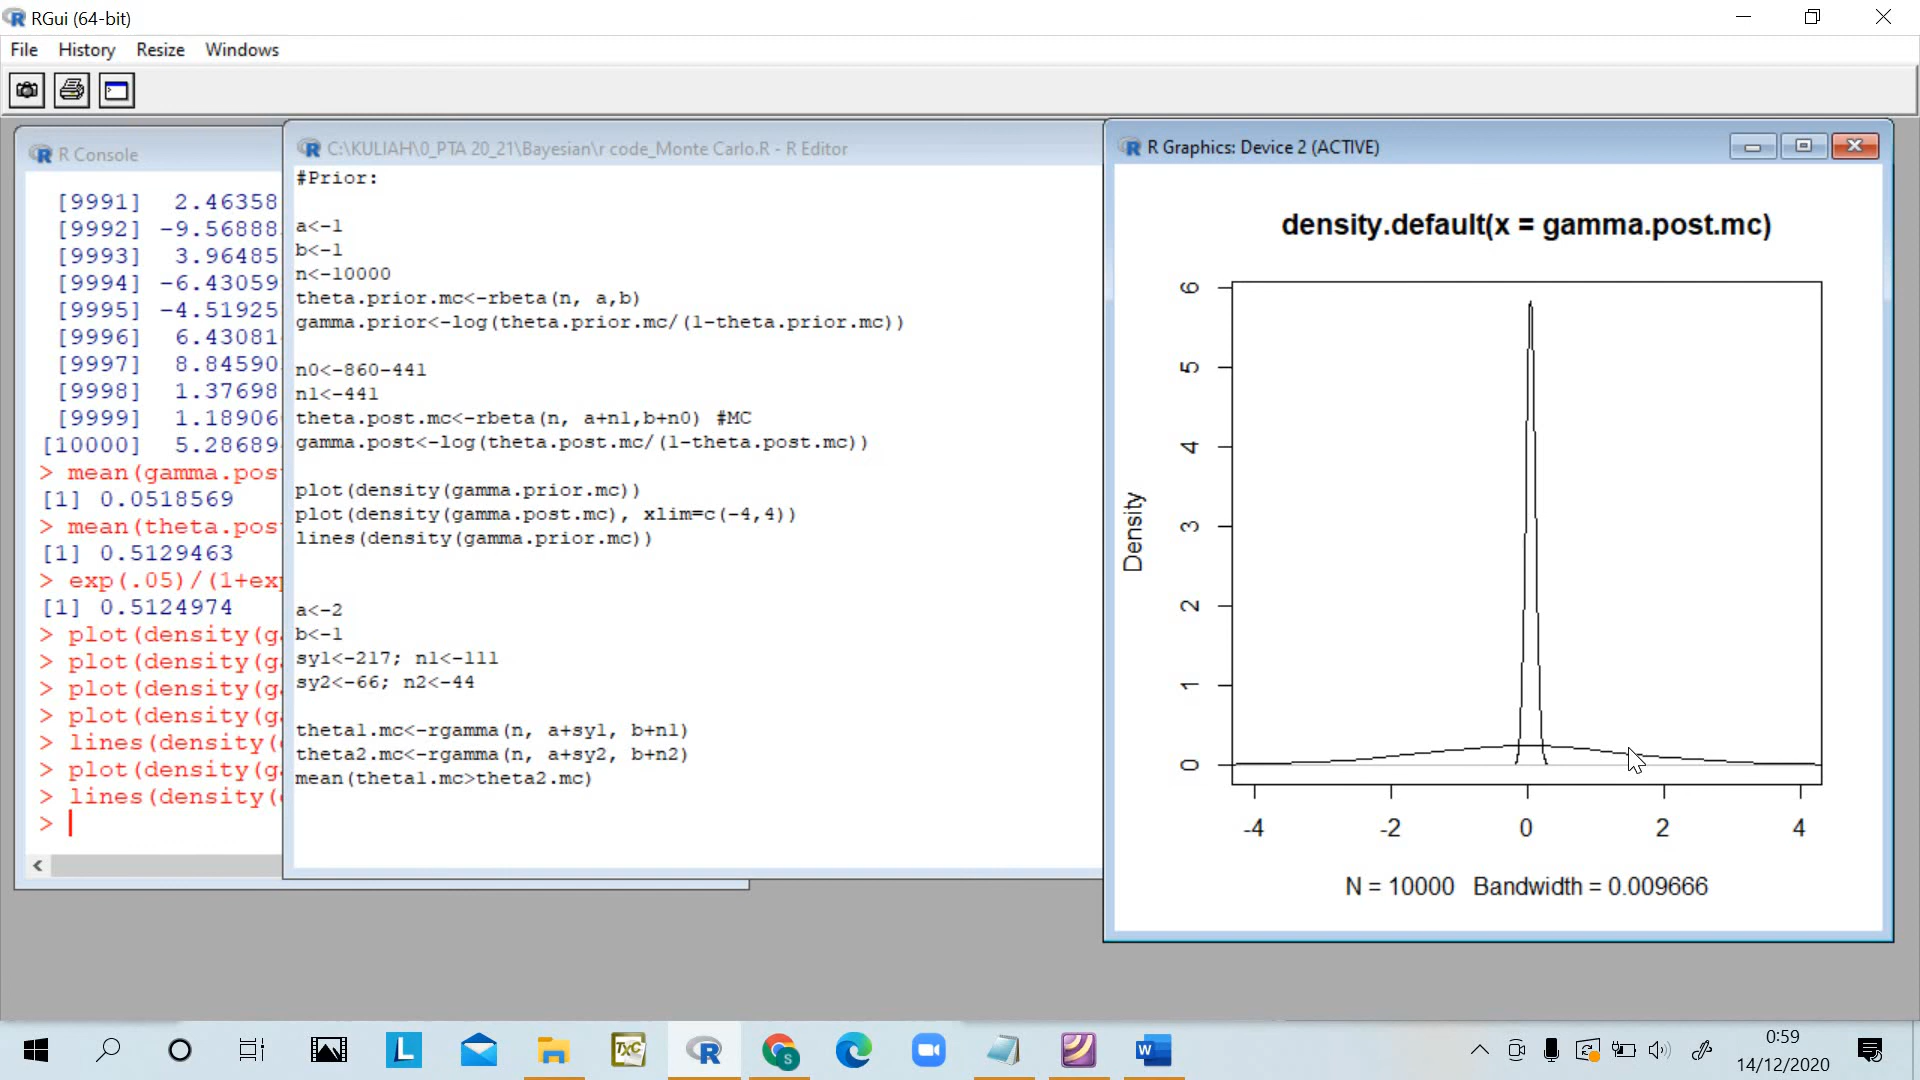 RGui (64-bit)
File History Resize Windows
R Console
[9991] 2.46358
[9992] -9.56888
[9993] 3.96485
[9994] -6.43059
[9995] -4.51925
[9996] 6.43081
[9997] 8.84590
[9998] 1.37698
[9999] 1.18906
[10000] 5.28689
> mean(gamma.pos
[1] 0.0518569
> mean(theta.pos
[1] 0.5129463
> exp(.05)/(1+ex
[1] 0.5124974
> plot(density(g
> plot(density(g
> plot(density(g
> plot(density(g
> lines(density(
> plot(density(g
> lines(density(
>
C:\KULIAH\0_PTA 20_21\Bayesian\r code_Monte Carlo.R - R Editor
#Prior:
a<-1
b<-1
n<-10000
theta.prior.mc<-rbeta(n, a,b)
gamma.prior<-log(theta.prior.mc/(1-theta.prior.mc))
n0<-860-441
n1<-441
theta.post.mc<-rbeta(n, a+n1,b+n0) #MC
gamma.post<-log(theta.post.mc/(1-theta.post.mc))
plot(density(gamma.prior.mc))
plot(density(gamma.post.mc), xlim=c(-4,4))
lines(density(gamma.prior.mc))
a<-2
b<-1
sy1<-217; n1<-111
sy2<-66; n2<-44
theta1.mc<-rgamma(n, a+sy1, b+n1)
theta2.mc<-rgamma(n, a+sy2, b+n2)
mean(theta1.mc>theta2.mc)
R Graphics: Device 2 (ACTIVE)
density.default(x = gamma.post.mc)
6
5
4
3
2
1
0
Density
-4 -2 0 2 4
N = 10000 Bandwidth = 0.009666
0:59
14/12/2020